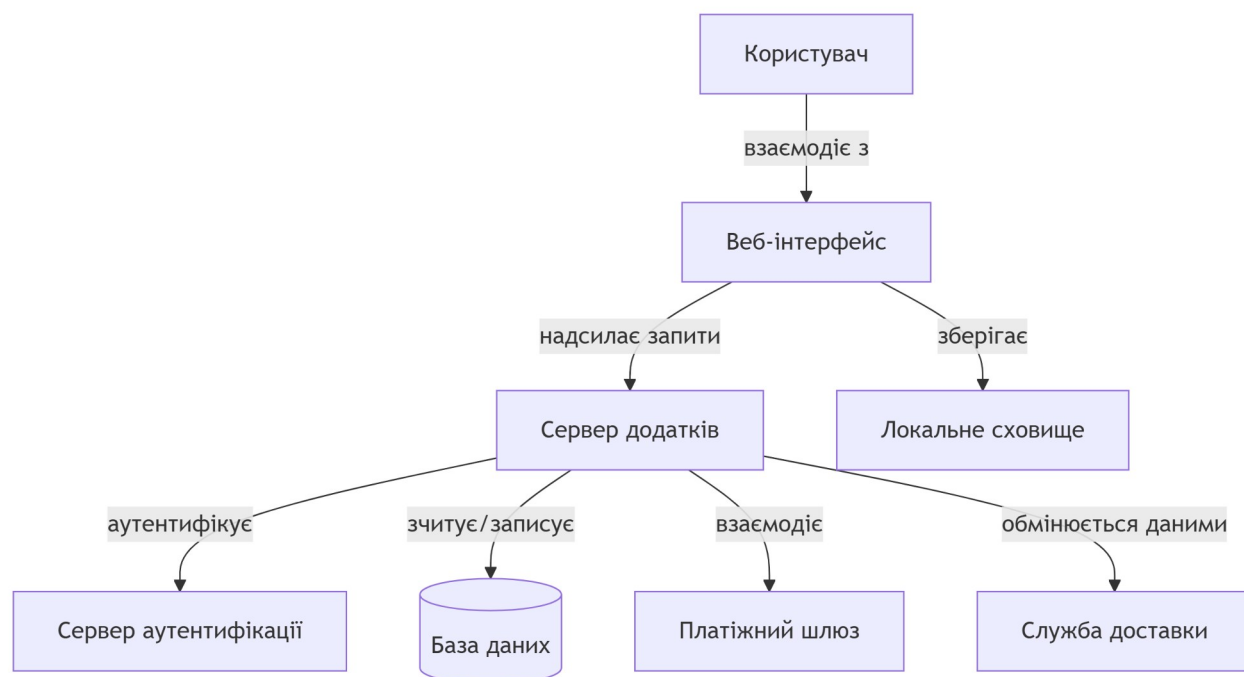 Користувач
взаємодіє з
Веб-інтерфейс
надсилає запити
зберігає
Сервер додатків
Локальне сховище
аутентифікує
зчитує/записує
взаємодіє
обмінюється даними
Сервер аутентифікації
База даних
Платіжний шлюз
Служба доставки